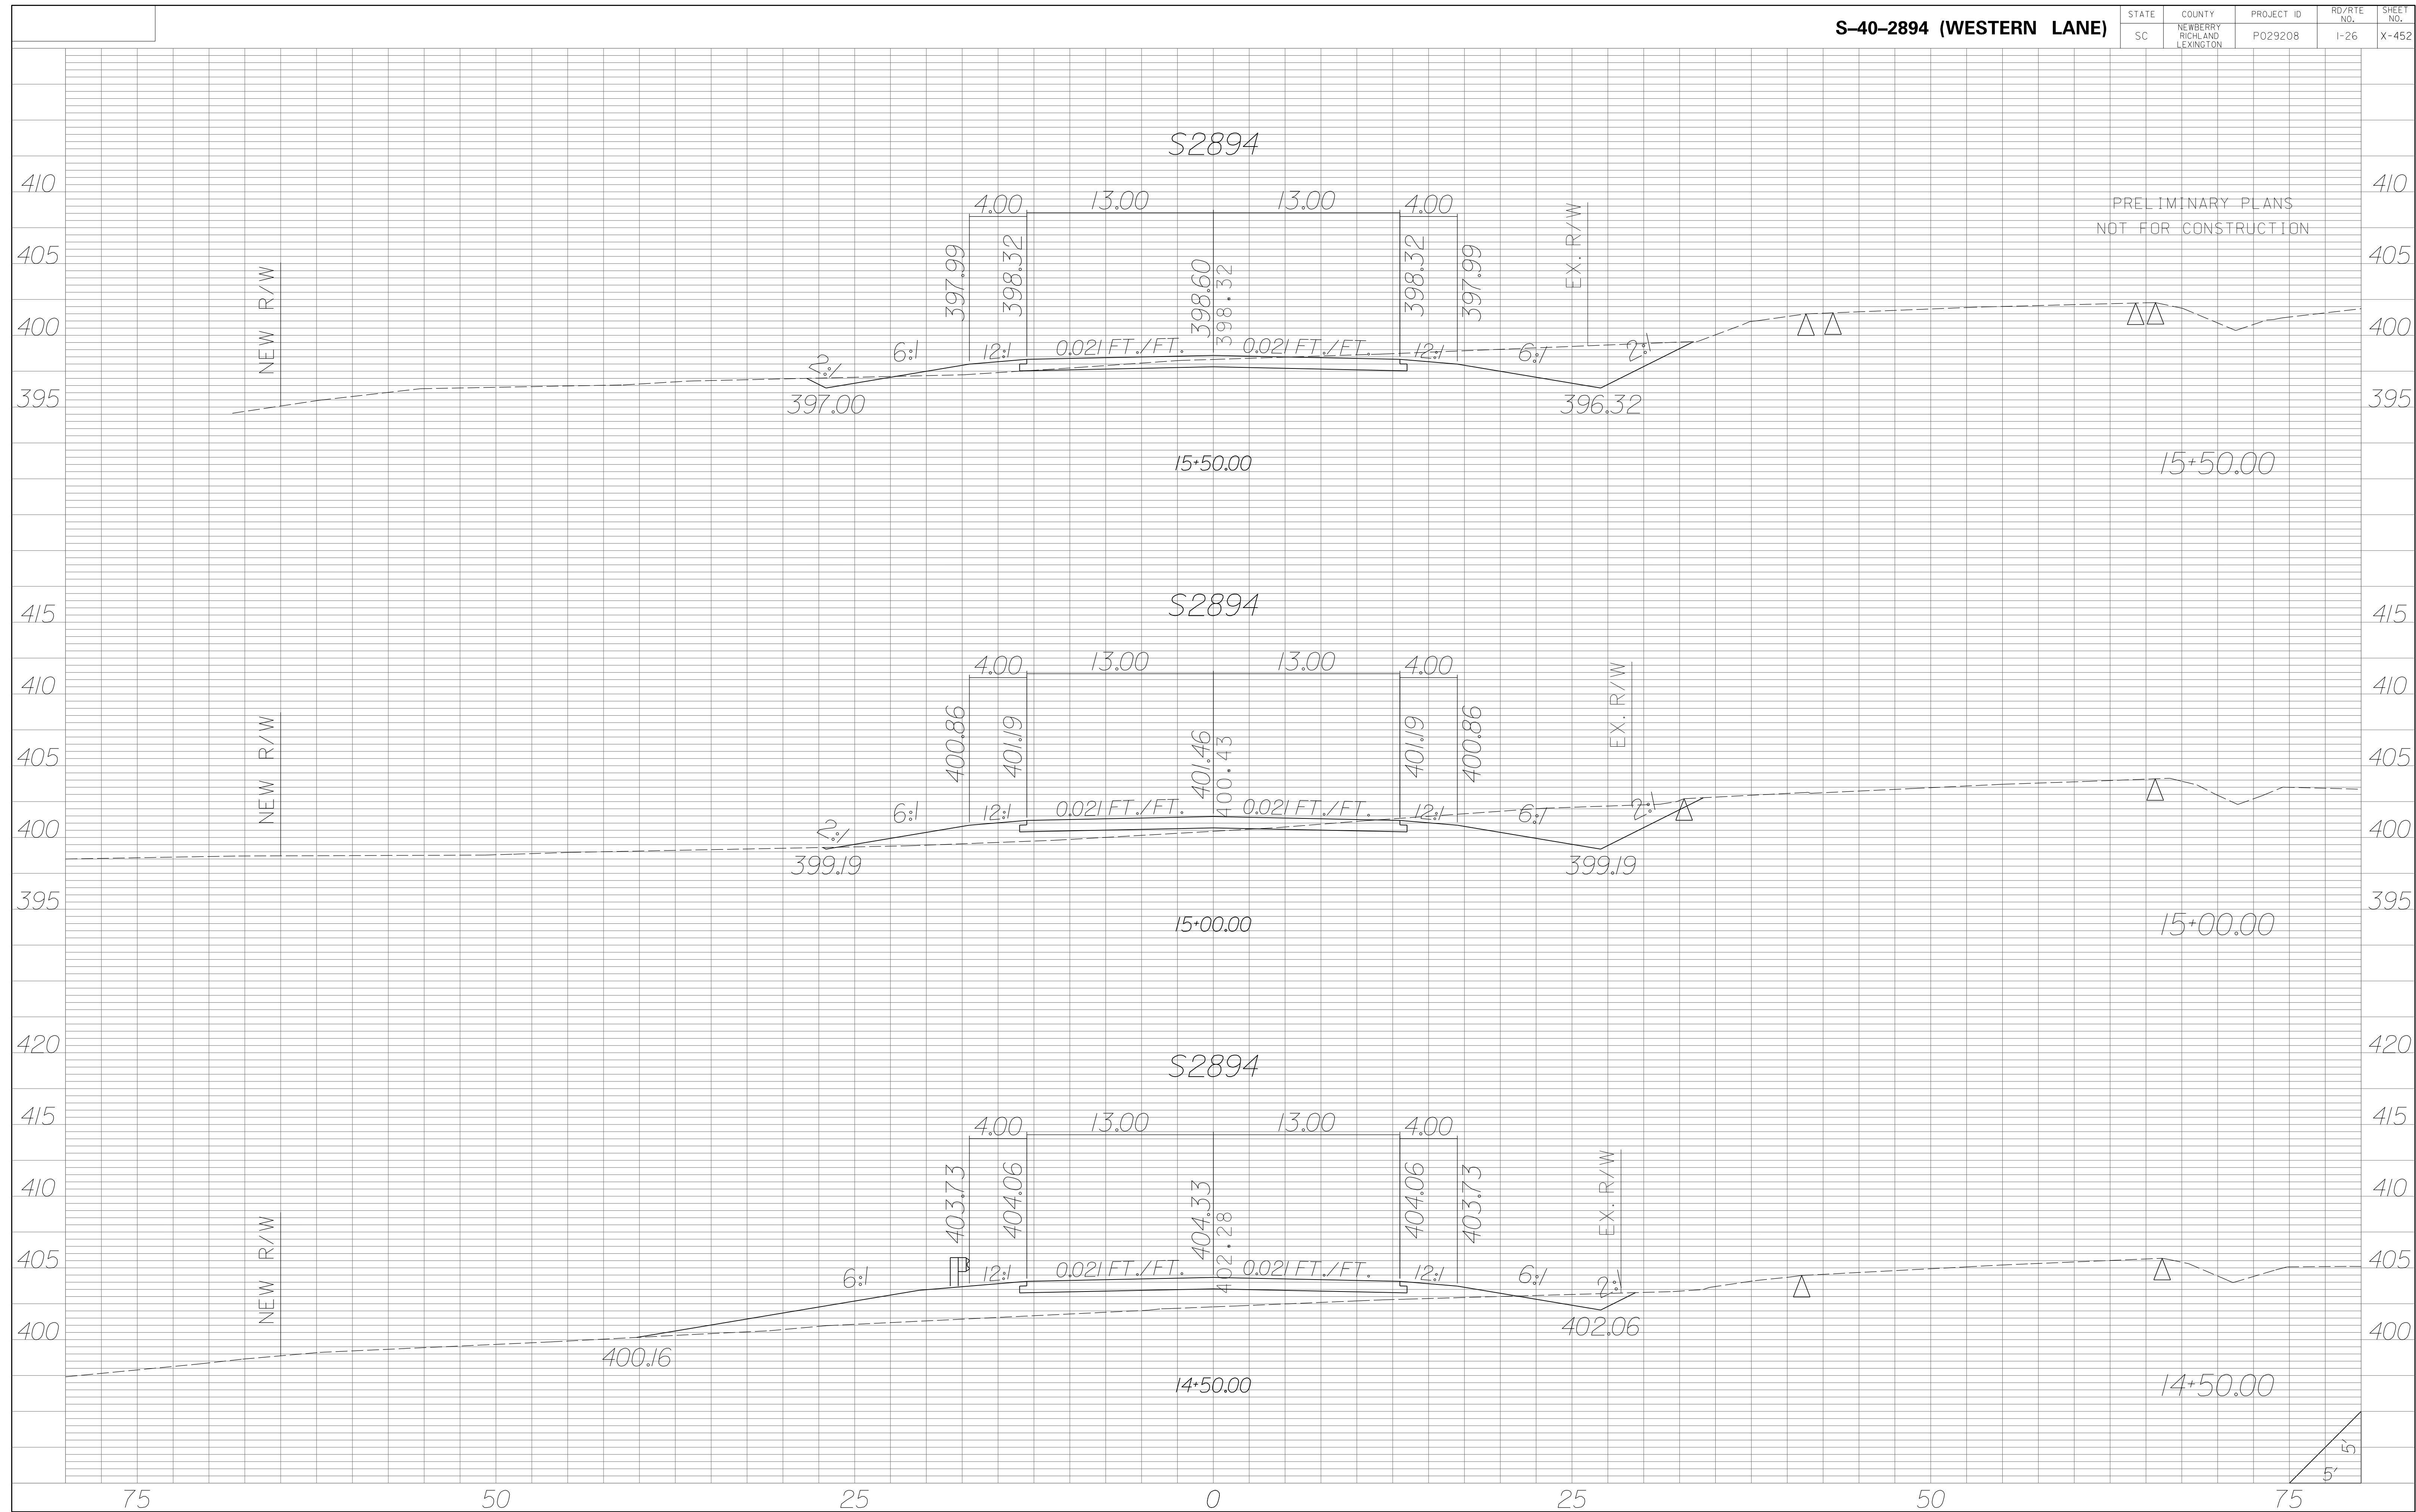 S-40-2894 (WESTERN LANE)
STATE COUNTY PROJECT ID RD/RTE NO. SHEET NO.
SC NEWBERRY RICHLAND LEXINGTON P029208 I-26 X-452
S2894
410 410
4.00 13.00 13.00 4.00
PRELIMINARY PLANS
NOT FOR CONSTRUCTION
405 405
NEW R/W 397.99 398.32 398.60 398.32 398.32 397.99 EX. R/W
400 400
2:1 6:1 12:1 0.021 FT./FT. 0.021 FT./FT. 12:1 6:1 2:1
395 397.00 396.32 395
15+50.00 15+50.00
S2894
415 415
4.00 13.00 13.00 4.00
410 410
NEW R/W 400.86 401.19 401.46 400.43 401.19 400.86 EX. R/W
405 405
2:1 6:1 12:1 0.021 FT./FT. 0.021 FT./FT. 12:1 6:1 2:1
400 400
399.19 399.19
395 395
15+00.00 15+00.00
420 420
S2894
415 415
4.00 13.00 13.00 4.00
410 410
NEW R/W 403.73 404.06 404.33 402.28 404.06 403.73 EX. R/W
405 405
6:1 12:1 0.021 FT./FT. 0.021 FT./FT. 12:1 6:1 2:1
400 402.06 400
400.16
14+50.00 14+50.00
5'
5'
75 50 25 0 25 50 75